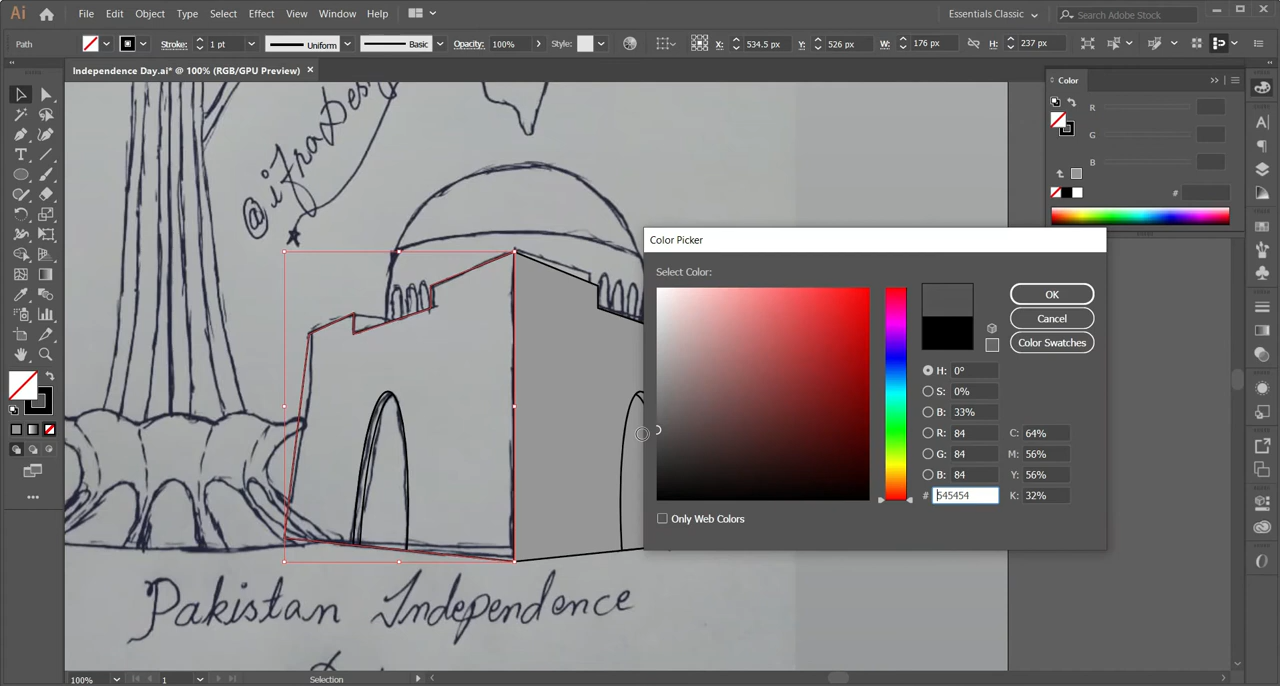 Ai File Edit Object Type Select Effect View Window Help Essentials Classic Search Adobe Stock
Path Stroke: 1 pt Uniform Basic Opacity: 100% Style: X: 534.5 px Y: 526 px W: 176 px H: 237 px
Independence Day.ai* @ 100% (RGB/GPU Preview)
Color
R
G
B
#
@iFraDesi
Color Picker
Select Color:
OK
Cancel
Color Swatches
H: 0°
S: 0%
B: 33%
R: 84 C: 64%
G: 84 M: 56%
B: 84 Y: 56%
# 545454 K: 32%
Only Web Colors
Pakistan Independence
100% 1 Selection